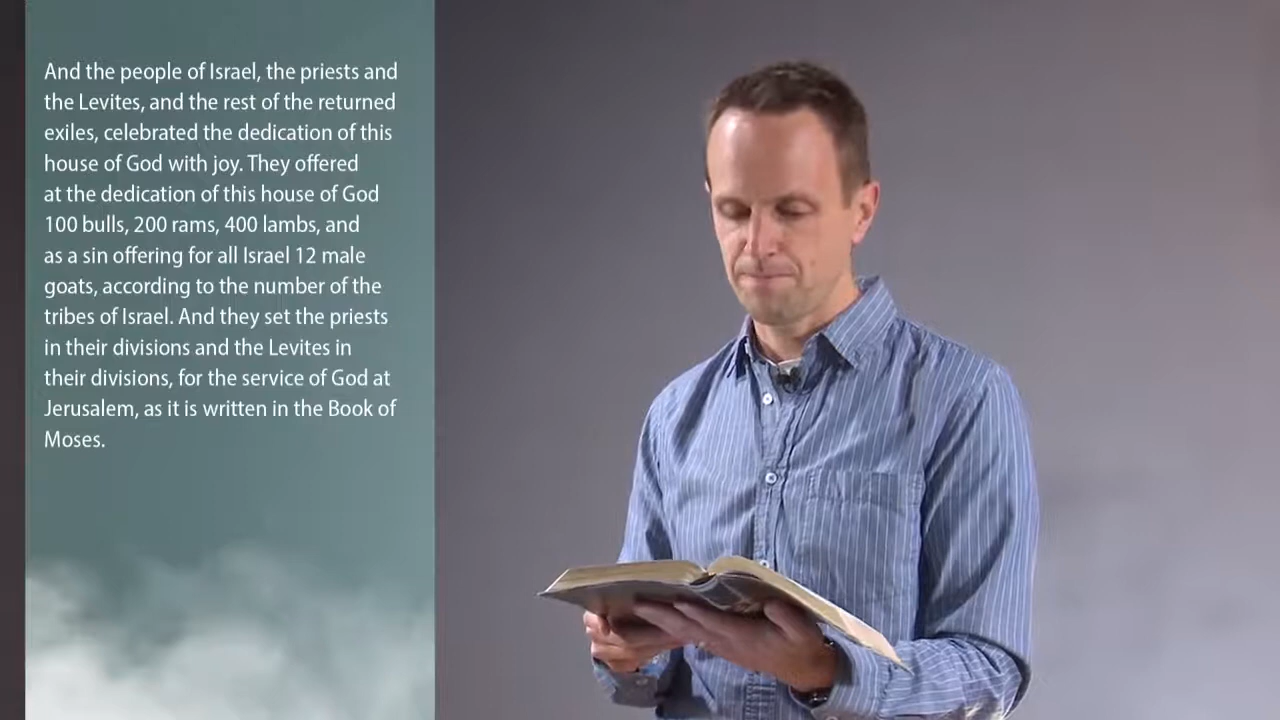 And the people of Israel, the priests and
the Levites, and the rest of the returned
exiles, celebrated the dedication of this
house of God with joy. They offered
at the dedication of this house of God
100 bulls, 200 rams, 400 lambs, and
as a sin offering for all Israel 12 male
goats, according to the number of the
tribes of Israel. And they set the priests
in their divisions and the Levites in
their divisions, for the service of God at
Jerusalem, as it is written in the Book of
Moses.